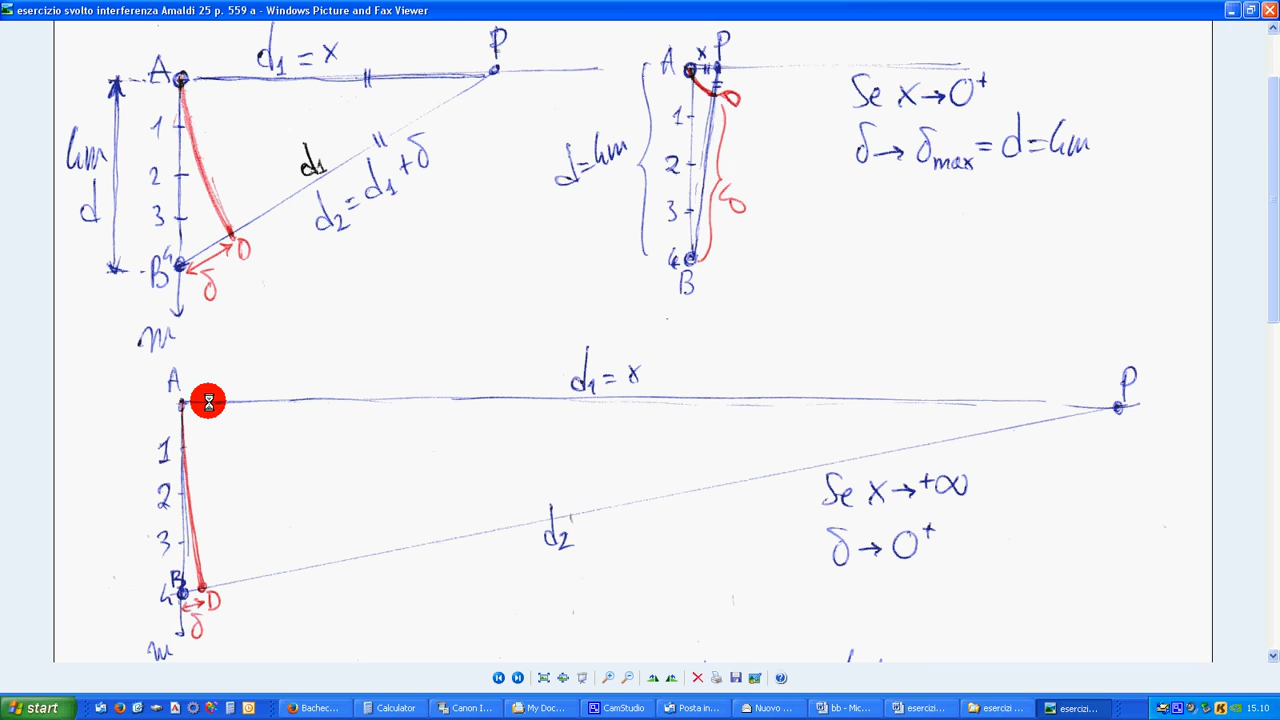 esercizio svolto interferenza Amaldi 25 p. 559 a - Windows Picture and Fax Viewer
d1 = x
A
P
1
2
3
4
B
4m
d
d1
d2 = d1 + δ
D
δ
m
A
x
P
D
1
2
3
4
B
d=4m
δ
Se x → 0+
δ → δmax = d = 4m
A
d1 = x
P
1
2
3
4
B
D
δ
m
d2
Se x → +∞
δ → 0+
start
Bachec...
Calculator
Canon I...
My Doc...
CamStudio
Posta in...
Nuovo ...
bb - Mic...
esercizi...
esercizi ...
esercizi...
15.10